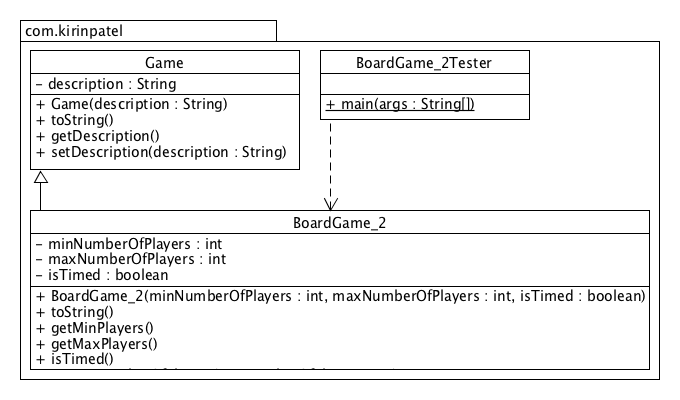 com.kirinpatel
Game
– description : String
+ Game(description : String)
+ toString()
+ getDescription()
+ setDescription(description : String)
BoardGame_2Tester
+ main(args : String[])
BoardGame_2
– minNumberOfPlayers : int
– maxNumberOfPlayers : int
– isTimed : boolean
+ BoardGame_2(minNumberOfPlayers : int, maxNumberOfPlayers : int, isTimed : boolean)
+ toString()
+ getMinPlayers()
+ getMaxPlayers()
+ isTimed()